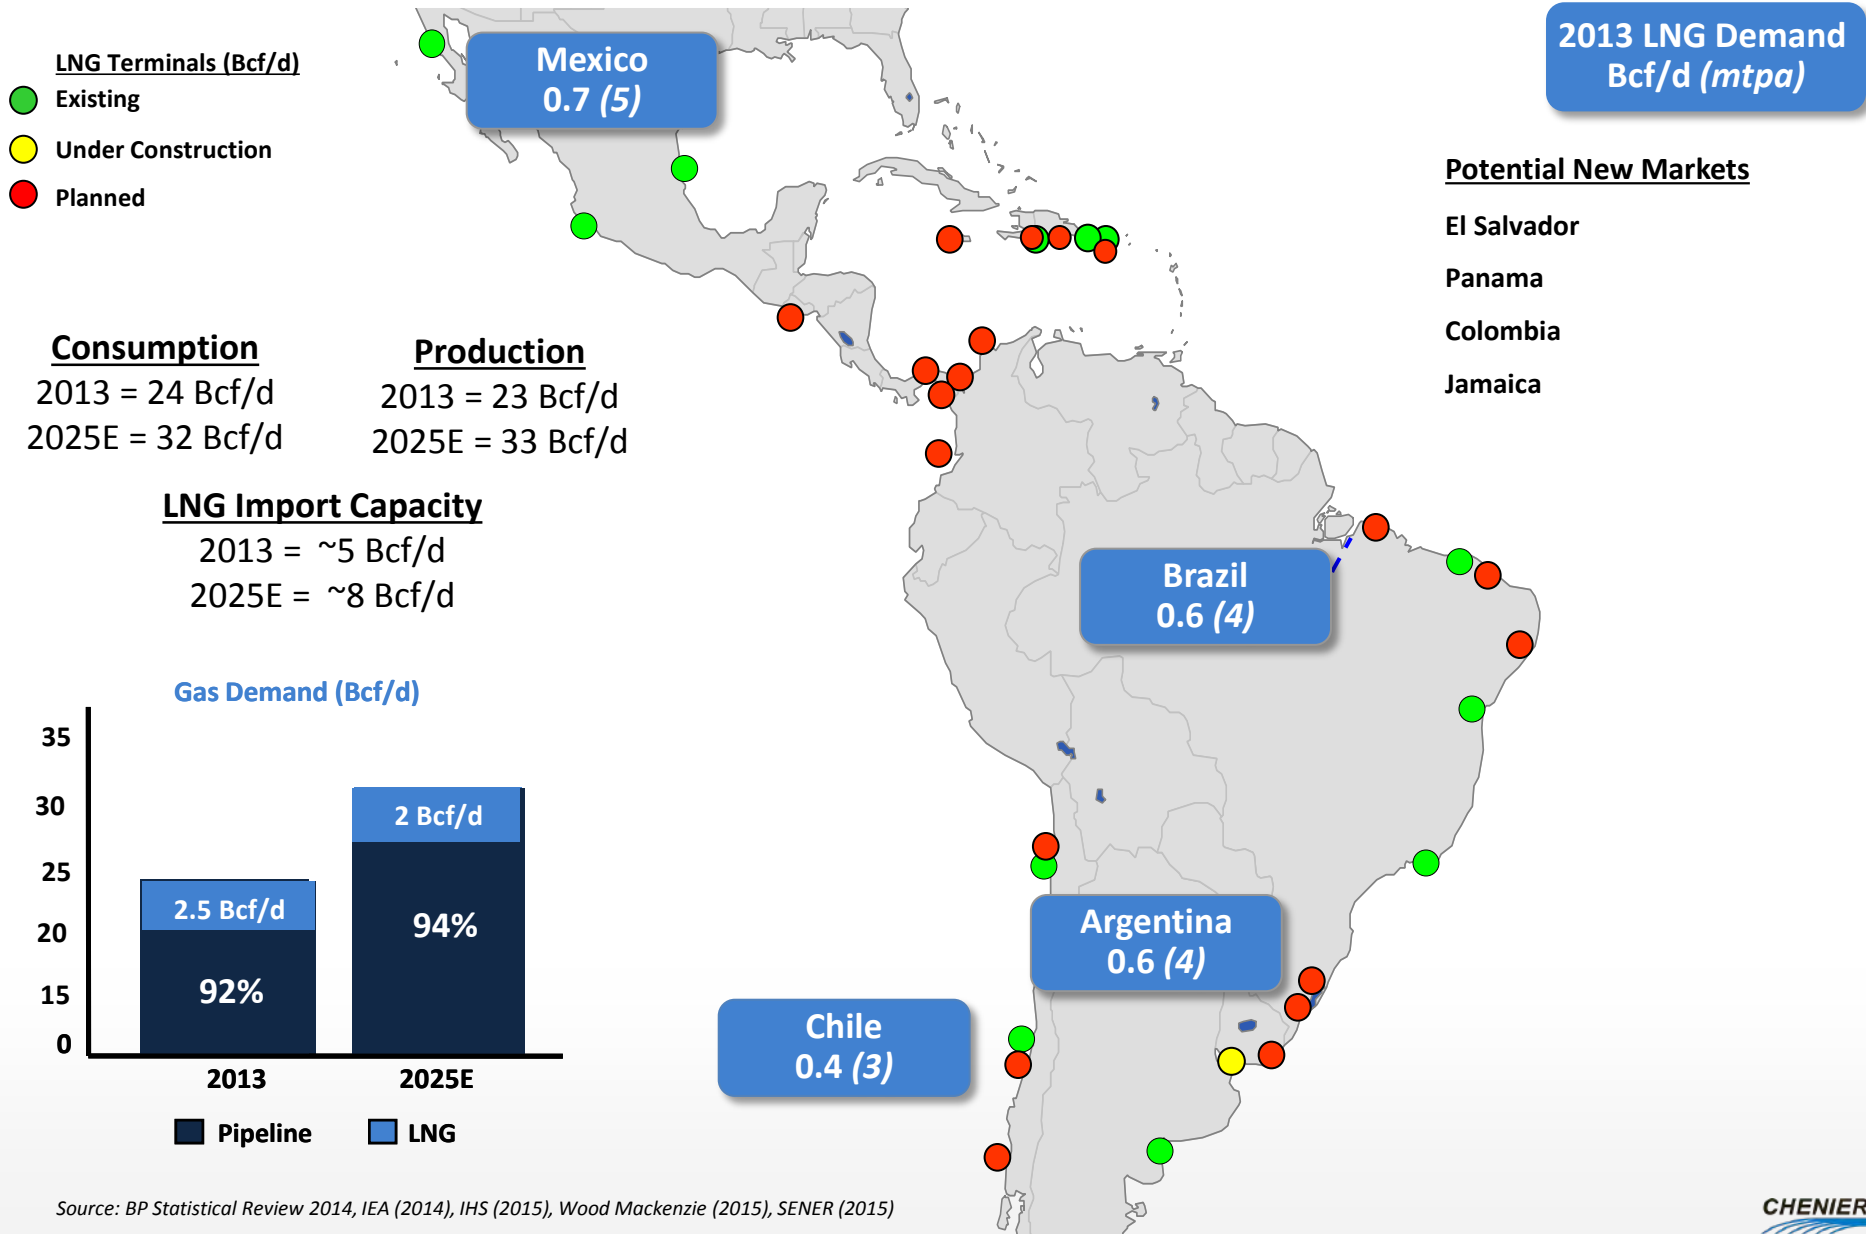 LNG Terminals (Bcf/d)
Existing
Under Construction
Planned
Mexico
0.7 (5)
2013 LNG Demand
Bcf/d (mtpa)
Potential New Markets
El Salvador
Panama
Colombia
Jamaica
Consumption
2013 = 24 Bcf/d
2025E = 32 Bcf/d
Production
2013 = 23 Bcf/d
2025E = 33 Bcf/d
LNG Import Capacity
2013 = ~5 Bcf/d
2025E = ~8 Bcf/d
Brazil
0.6 (4)
Argentina
0.6 (4)
Chile
0.4 (3)
Gas Demand (Bcf/d)
35
30
25
20
15
0
2.5 Bcf/d
92%
2 Bcf/d
94%
2013
2025E
Pipeline
LNG
Source: BP Statistical Review 2014, IEA (2014), IHS (2015), Wood Mackenzie (2015), SENER (2015)
CHENIER